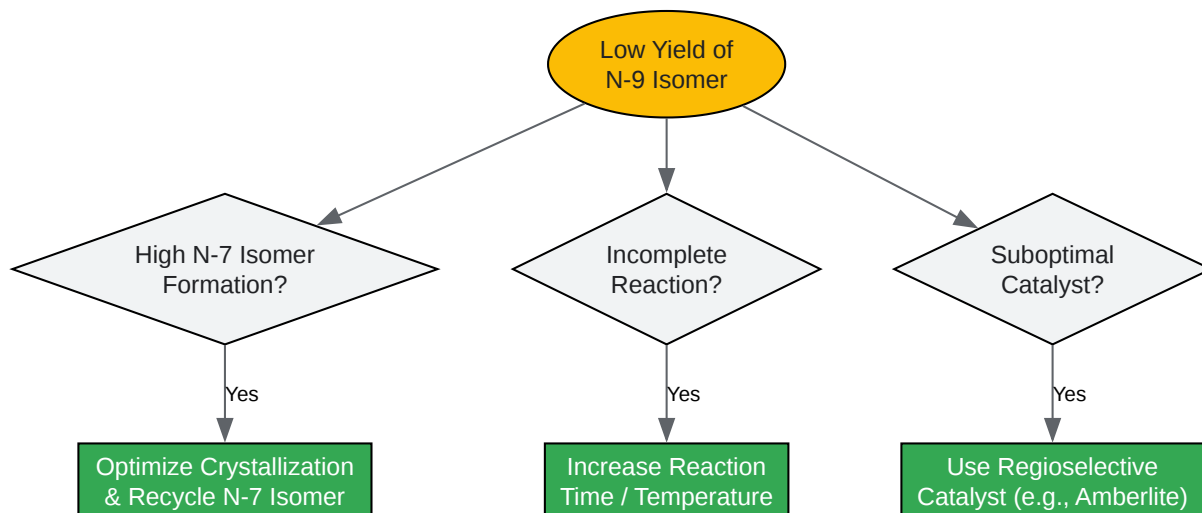 Low Yield of
N-9 Isomer
High N-7 Isomer
Formation?
Incomplete
Reaction?
Suboptimal
Catalyst?
Yes
Yes
Yes
Optimize Crystallization
& Recycle N-7 Isomer
Increase Reaction
Time / Temperature
Use Regioselective
Catalyst (e.g., Amberlite)